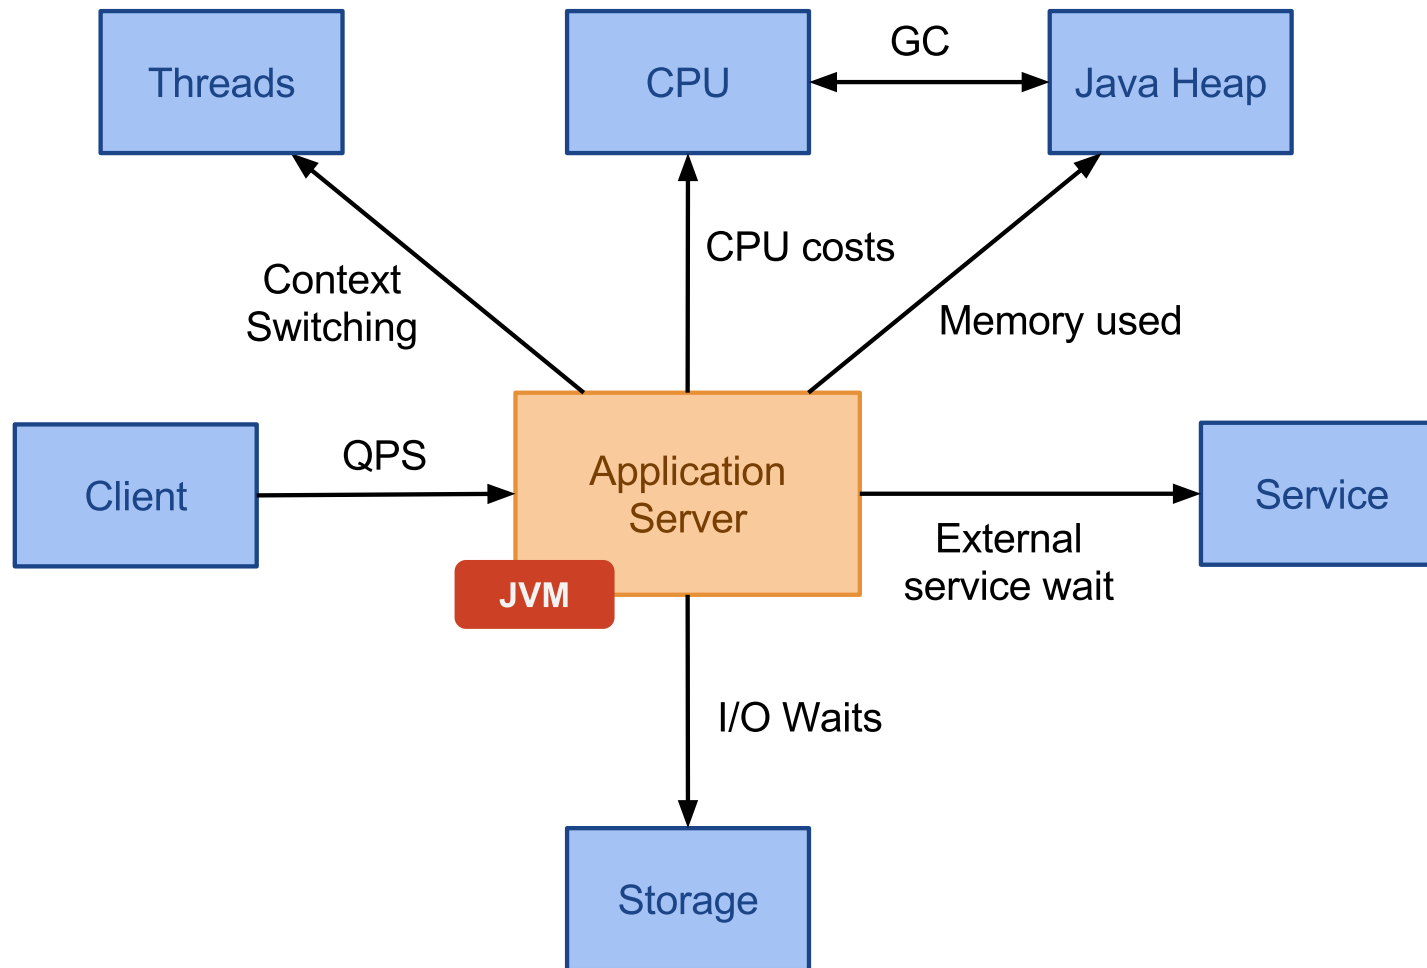 GC
Threads
CPU
Java Heap
CPU costs
Context
Switching
Memory used
QPS
Application
Server
Client
Service
External
service wait
JVM
I/O Waits
Storage